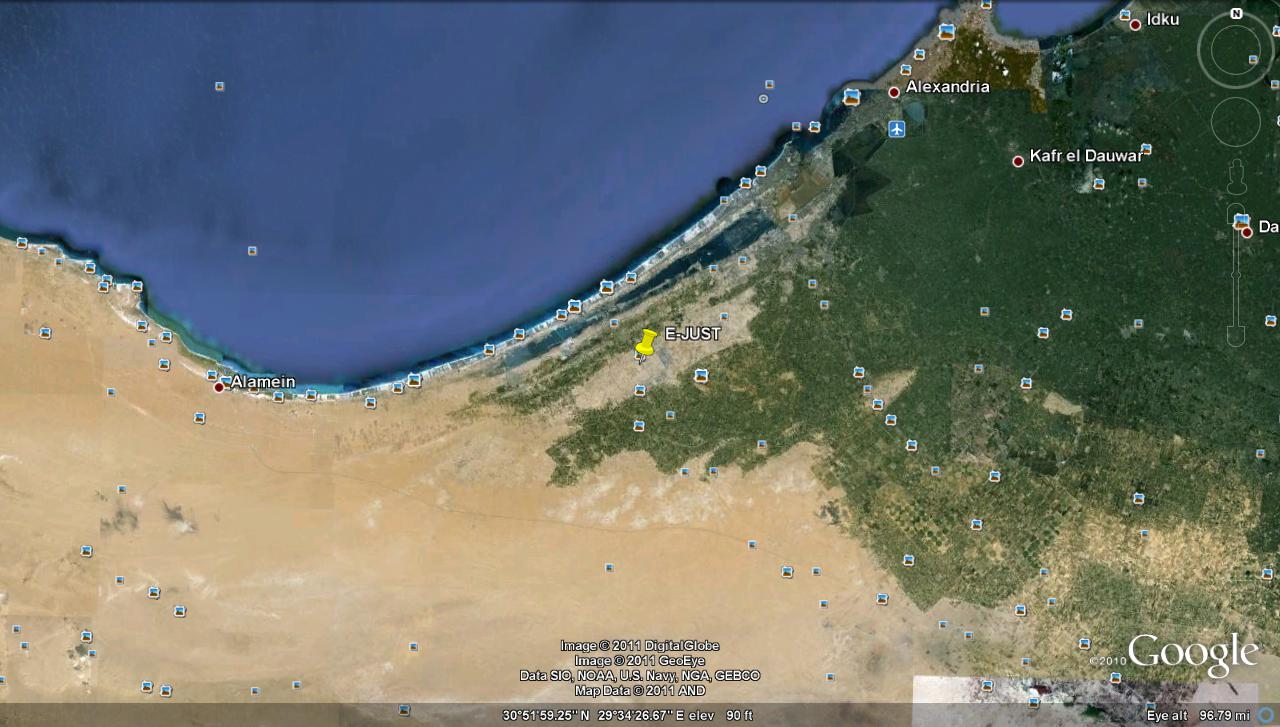 N
Idku
Alexandria
Kafr el Dauwar
Da
E-JUST
Alamein
Image © 2011 DigitalGlobe
Image © 2011 GeoEye
Data SIO, NOAA, U.S. Navy, NGA, GEBCO
Map Data © 2011 AND
©2010 Google
30°51'59.25" N 29°34'26.67" E elev 90 ft
Eye alt 96.79 mi